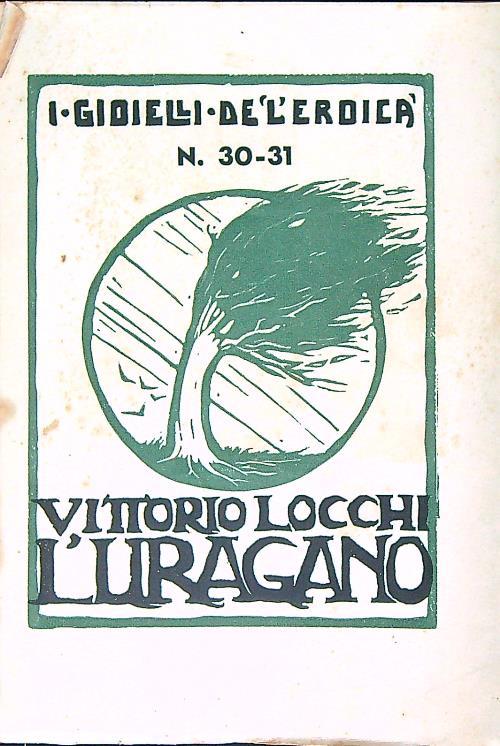 I·GIOIELLI·DE'L'EROICA'
N. 30-31
VITTORIO LOCCHI
L'URAGANO